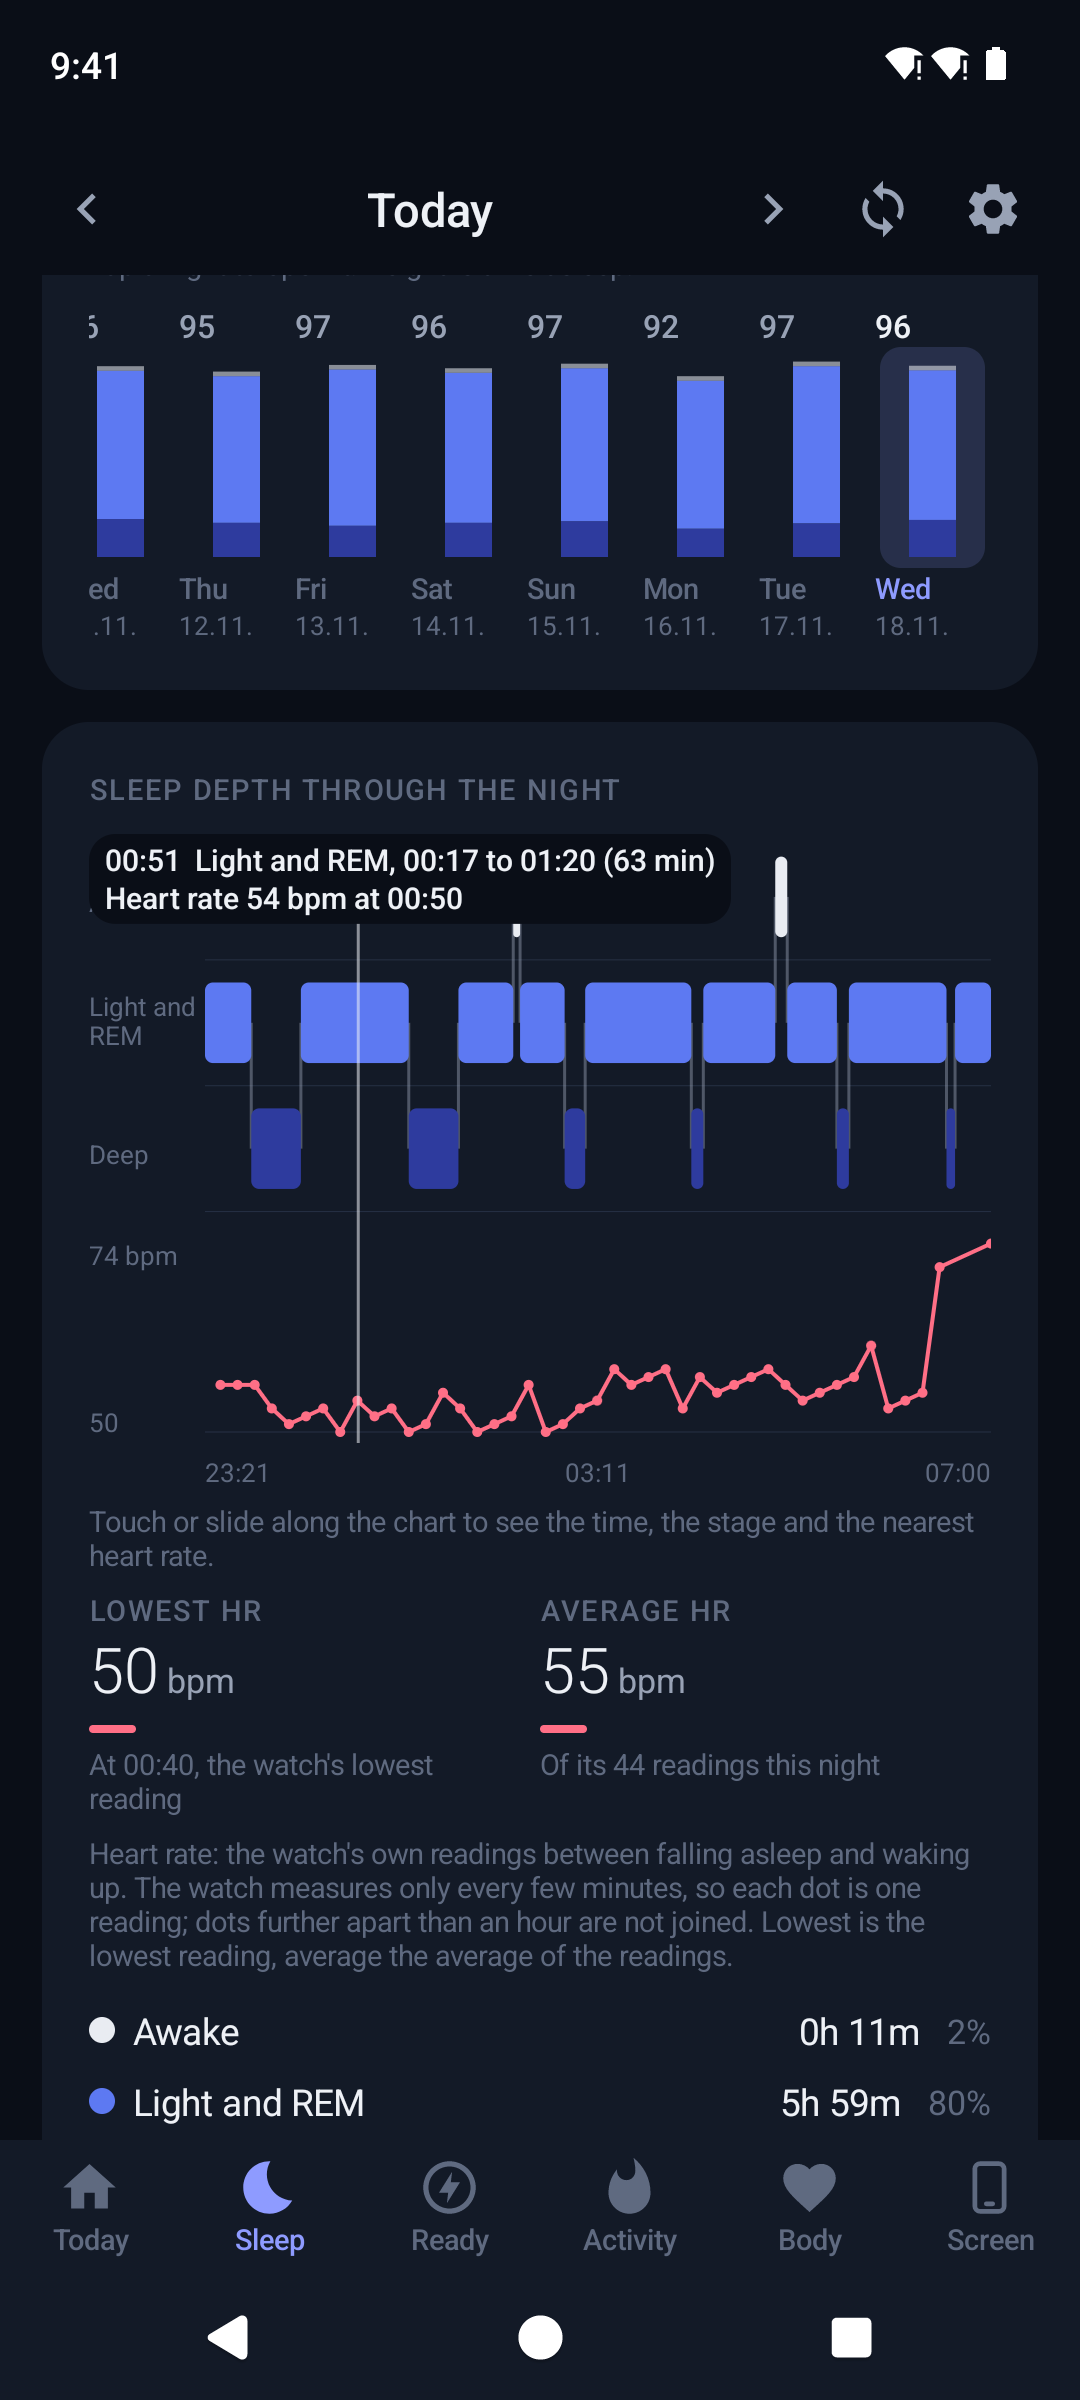 9:41
Today
95 97 96 97 92 97 96
Thu Fri Sat Sun Mon Tue Wed
12.11. 13.11. 14.11. 15.11. 16.11. 17.11. 18.11.
SLEEP DEPTH THROUGH THE NIGHT
00:51 Light and REM, 00:17 to 01:20 (63 min)
Heart rate 54 bpm at 00:50
Light and
REM
Deep
74 bpm
50
23:21 03:11 07:00
Touch or slide along the chart to see the time, the stage and the nearest
heart rate.
LOWEST HR AVERAGE HR
50 bpm 55 bpm
At 00:40, the watch's lowest
reading
Of its 44 readings this night
Heart rate: the watch's own readings between falling asleep and waking
up. The watch measures only every few minutes, so each dot is one
reading; dots further apart than an hour are not joined. Lowest is the
lowest reading, average the average of the readings.
Awake 0h 11m 2%
Light and REM 5h 59m 80%
Today Sleep Ready Activity Body Screen